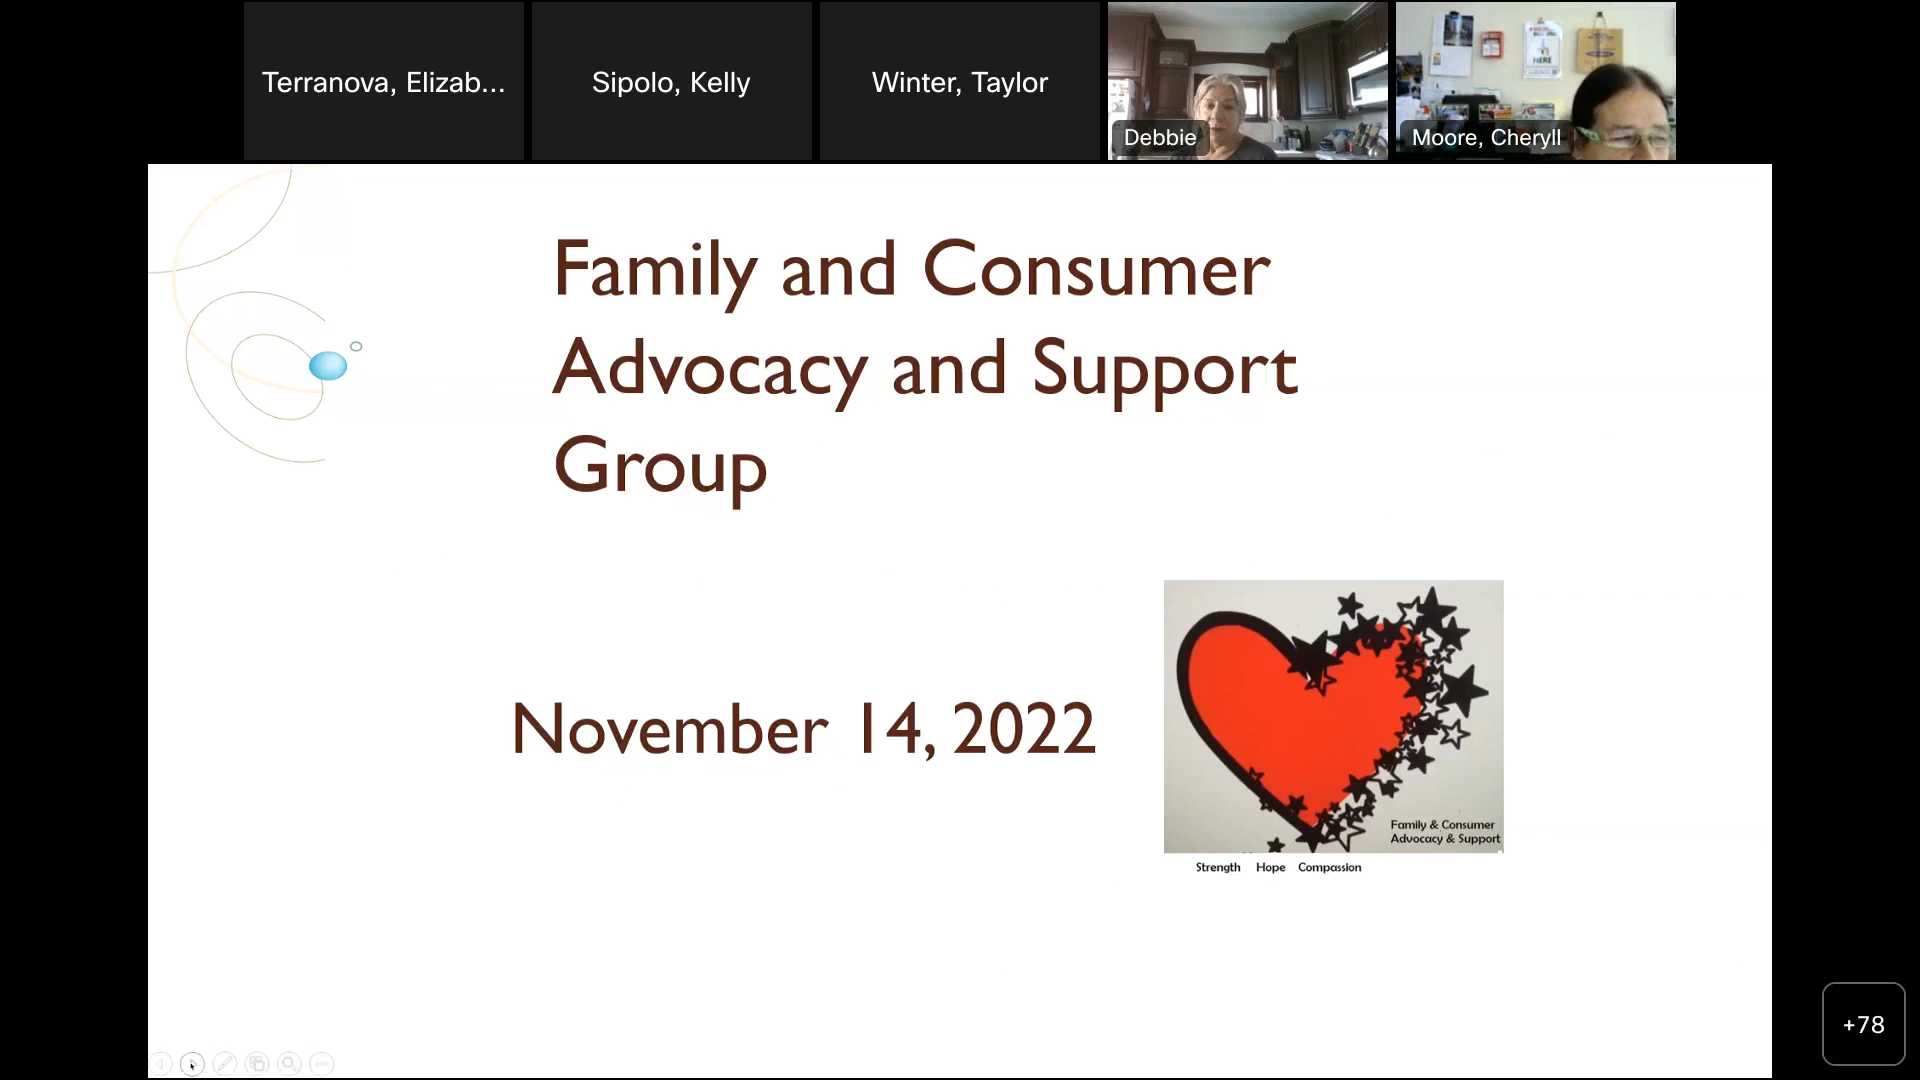 Terranova, Elizab...
Sipolo, Kelly
Winter, Taylor
Debbie
Moore, Cheryll
HERE
Family and Consumer
Advocacy and Support
Group
November 14, 2022
Family & Consumer
Advocacy & Support
Strength Hope Compassion
+78